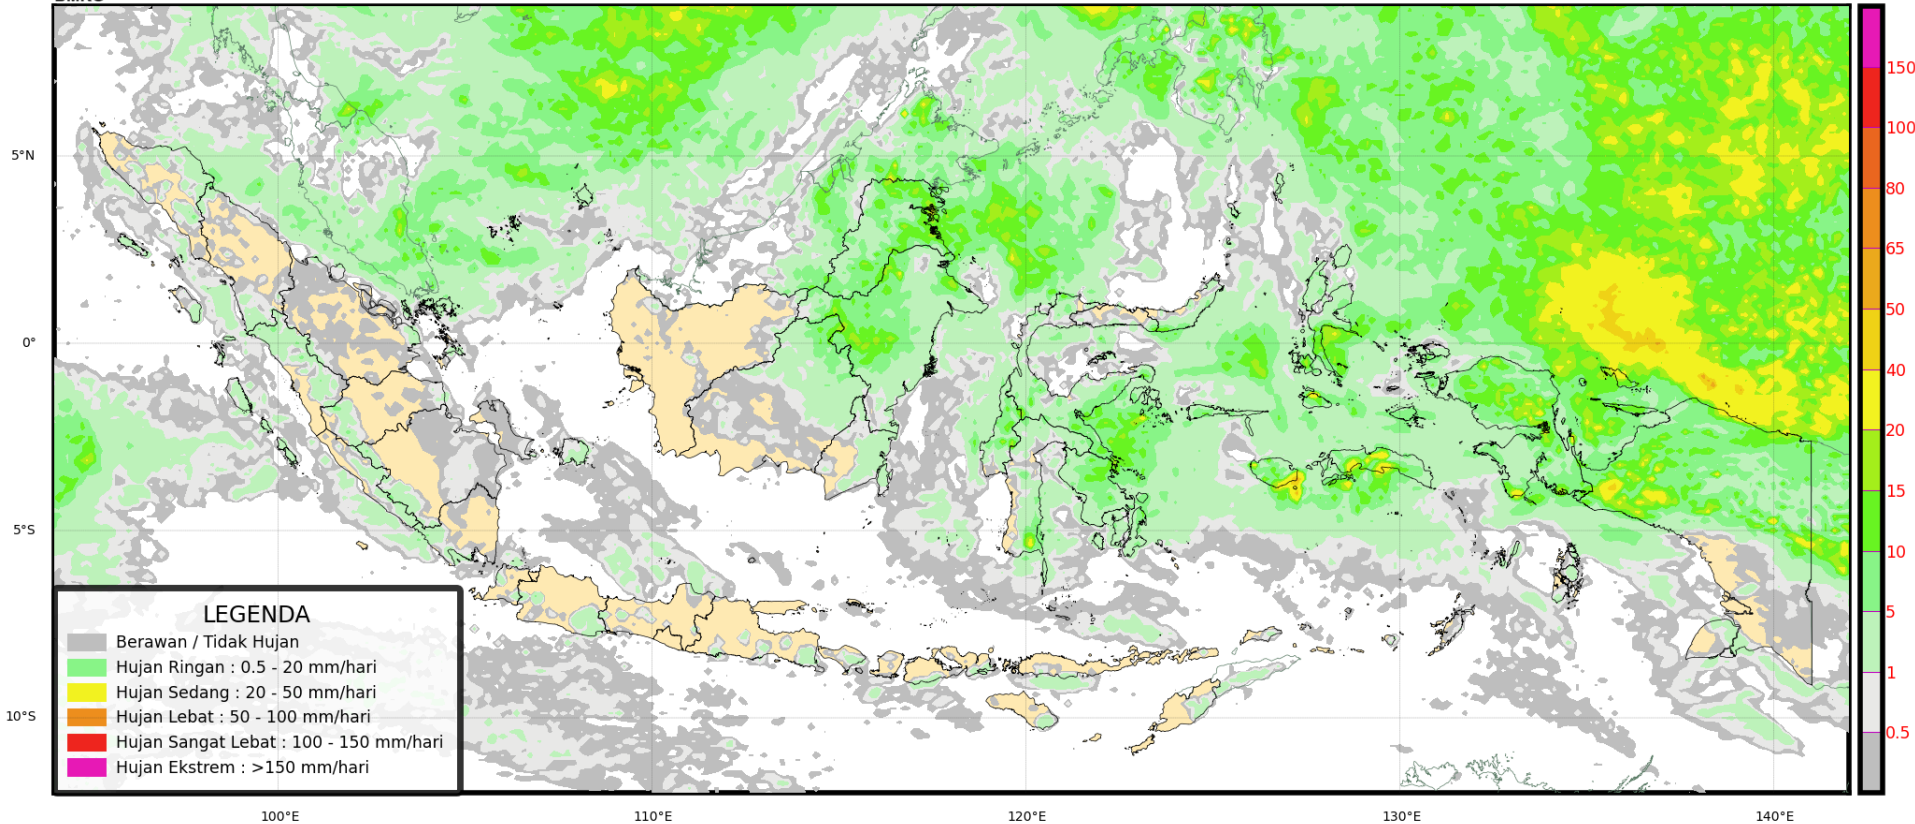 5°N
0°
5°S
10°S
100°E
110°E
120°E
130°E
140°E
LEGENDA
Berawan / Tidak Hujan
Hujan Ringan : 0.5 - 20 mm/hari
Hujan Sedang : 20 - 50 mm/hari
Hujan Lebat : 50 - 100 mm/hari
Hujan Sangat Lebat : 100 - 150 mm/hari
Hujan Ekstrem : >150 mm/hari
150
100
80
65
50
40
20
15
10
5
1
0.5